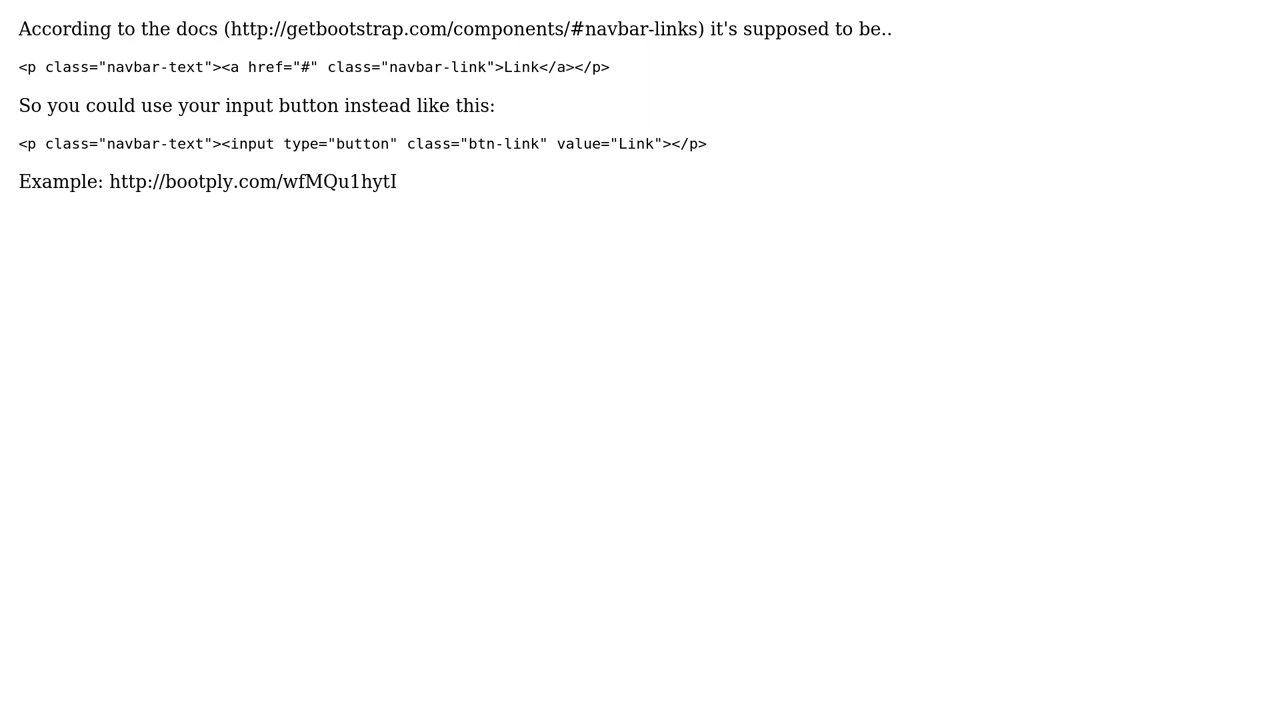 According to the docs (http://getbootstrap.com/components/#navbar-links) it's supposed to be..
<p class="navbar-text"><a href="#" class="navbar-link">Link</a></p>
So you could use your input button instead like this:
<p class="navbar-text"><input type="button" class="btn-link" value="Link"></p>
Example: http://bootply.com/wfMQu1hytI